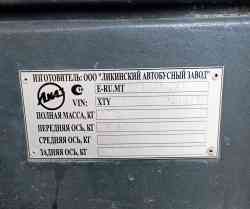 ИЗГОТОВИТЕЛЬ: ООО "ЛИКИНСКИЙ АВТОБУСНЫЙ ЗАВОД"
E-RU.MT
VIN: XTY
ПОЛНАЯ МАССА, КГ
ПЕРЕДНЯЯ ОСЬ, КГ
СРЕДНЯЯ ОСЬ, КГ
ЗАДНЯЯ ОСЬ, КГ